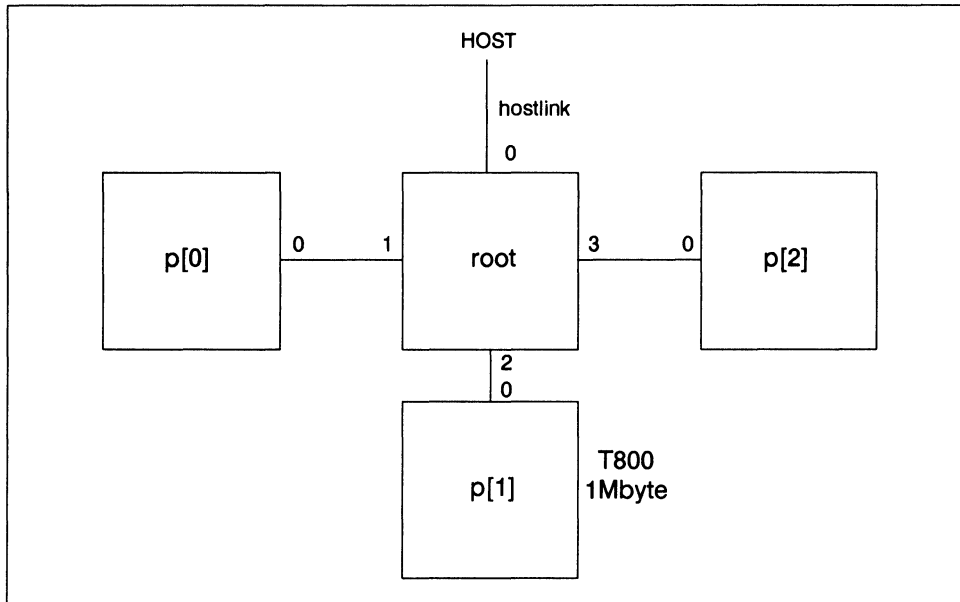 HOST
hostlink
0
p[0]
0
1
root
3
0
p[2]
2
0
p[1]
T800
1Mbyte